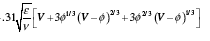 .31√(ε/ν) [V + 3ϕ^{1/3}(V − ϕ)^{2/3} + 3ϕ^{2/3}(V − ϕ)^{1/3}]